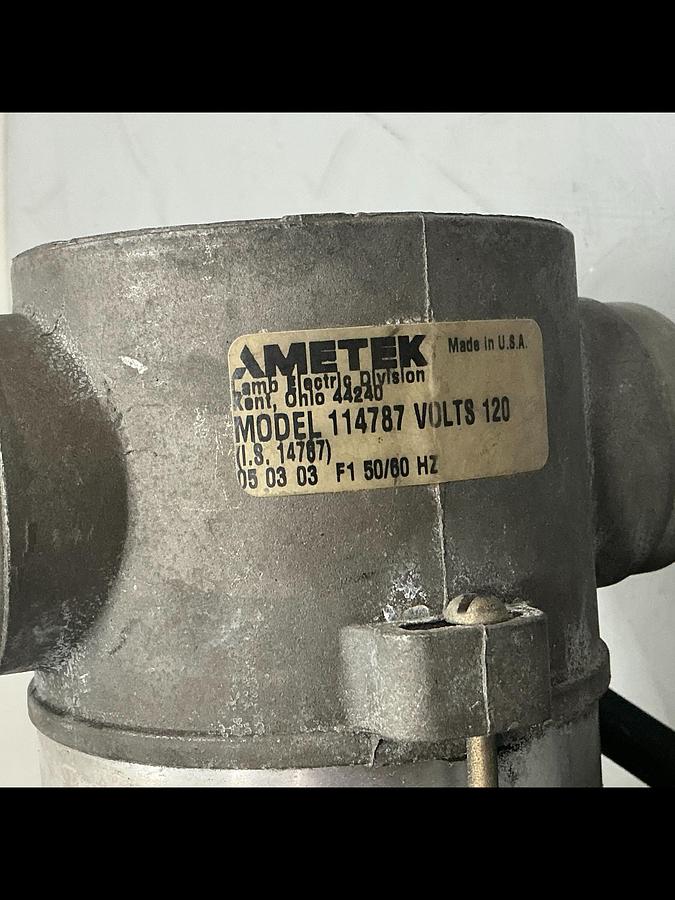 AMETEK Made in U.S.A.
Lamb Electric Division
Kent, Ohio 44240
MODEL 114787 VOLTS 120
(I.S. 14787)
05 03 03 F1 50/60 HZ